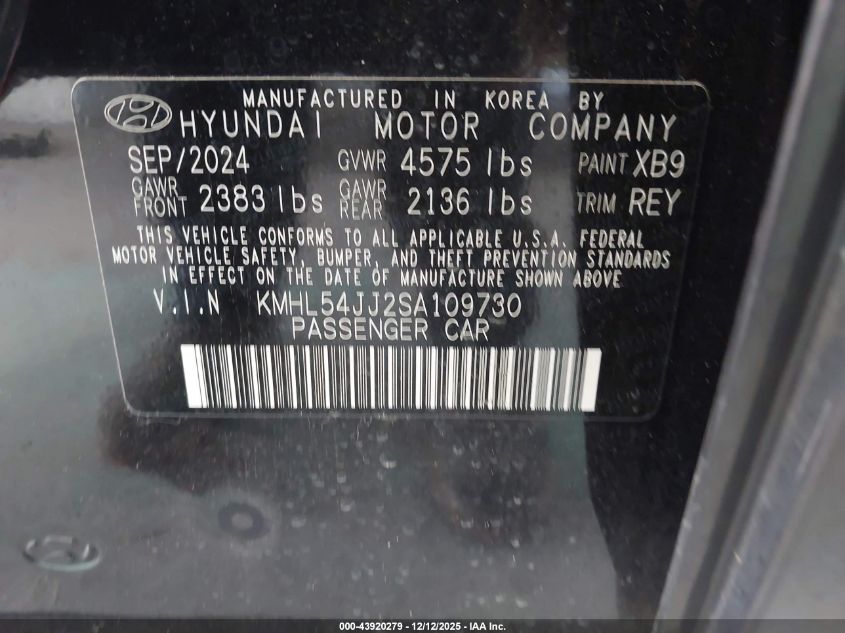 MANUFACTURED IN KOREA BY
HYUNDAI MOTOR COMPANY
SEP/2024 GVWR 4575 lbs PAINT XB9
GAWR FRONT 2383 lbs GAWR REAR 2136 lbs TRIM REY
THIS VEHICLE CONFORMS TO ALL APPLICABLE U.S.A. FEDERAL
MOTOR VEHICLE SAFETY, BUMPER, AND THEFT PREVENTION STANDARDS
IN EFFECT ON THE DATE OF MANUFACTURE SHOWN ABOVE
V.I.N KMHL54JJ2SA109730
PASSENGER CAR
000-43920279 - 12/12/2025 - IAA Inc.